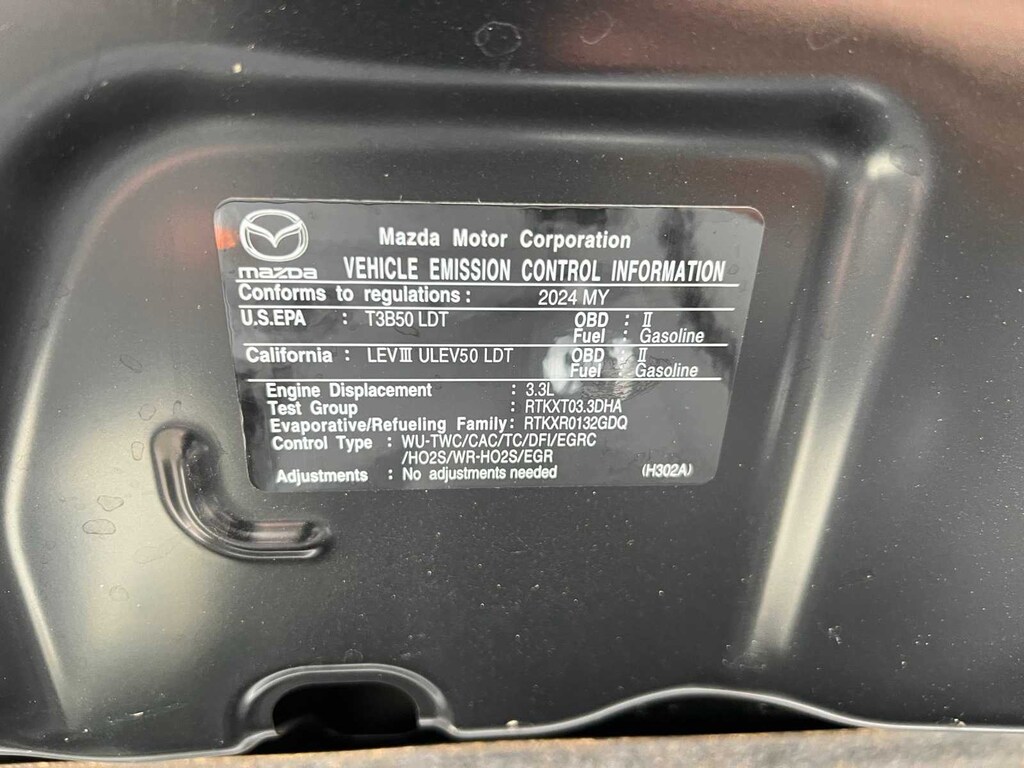 Mazda Motor Corporation
mazda VEHICLE EMISSION CONTROL INFORMATION
Conforms to regulations : 2024 MY
U.S.EPA : T3B50 LDT OBD : II
Fuel : Gasoline
California : LEVIII ULEV50 LDT OBD : II
Fuel : Gasoline
Engine Displacement : 3.3L
Test Group : RTKXT03.3DHA
Evaporative/Refueling Family : RTKXR0132GDQ
Control Type : WU-TWC/CAC/TC/DFI/EGRC
/HO2S/WR-HO2S/EGR
Adjustments : No adjustments needed (H302A)